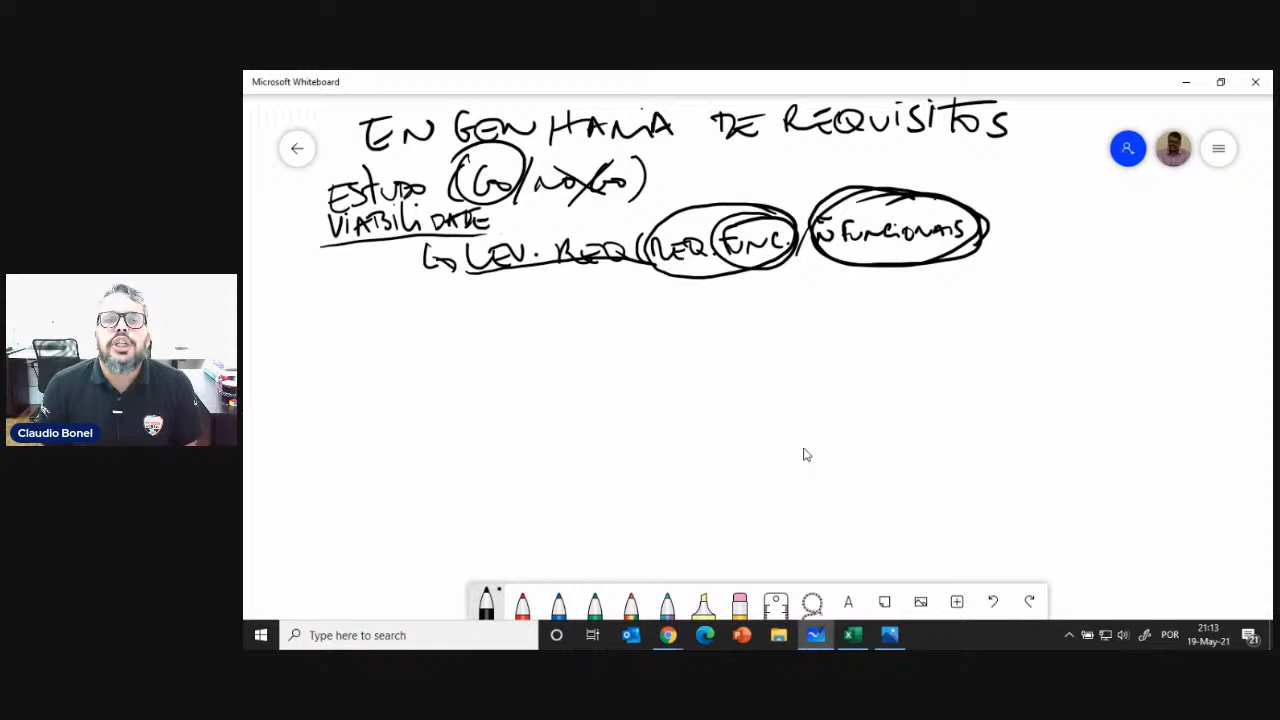 Microsoft Whiteboard
ENGENHARIA DE REQUISITOS
ESTUDO (GO/NO GO)
VIABILIDADE
LEV. REQ (REQ. FUNC. / Ñ FUNCIONAIS
Claudio Bonel
A
Type here to search
POR
21:13
19-May-21
21